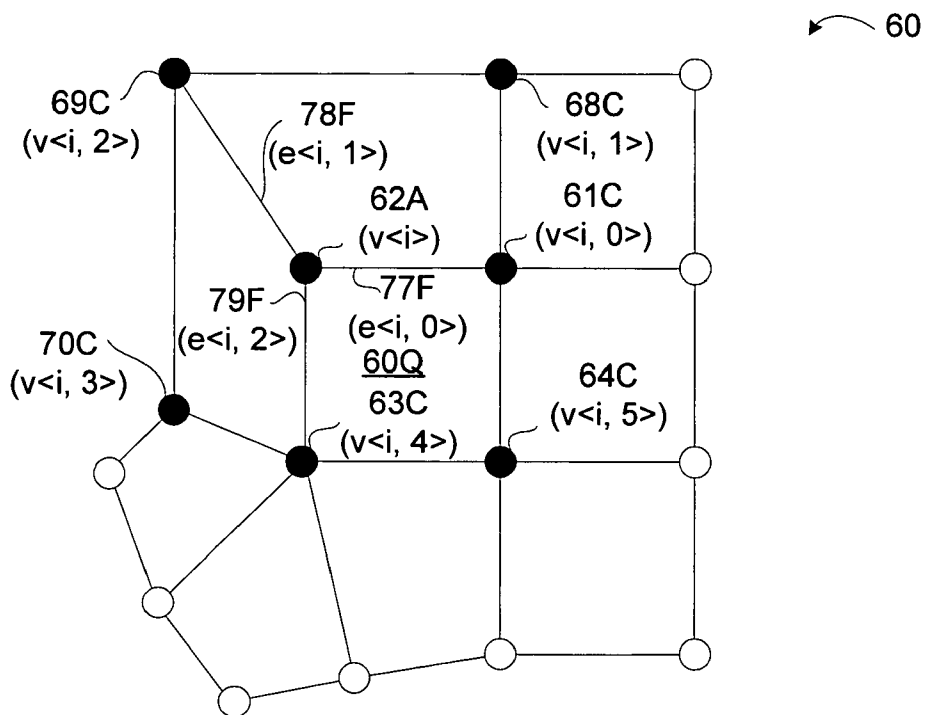 60
69C
(v<i, 2>)
78F
(e<i, 1>)
68C
(v<i, 1>)
62A
(v<i>)
61C
(v<i, 0>)
79F
(e<i, 2>)
77F
(e<i, 0>)
60Q
70C
(v<i, 3>)
63C
(v<i, 4>)
64C
(v<i, 5>)